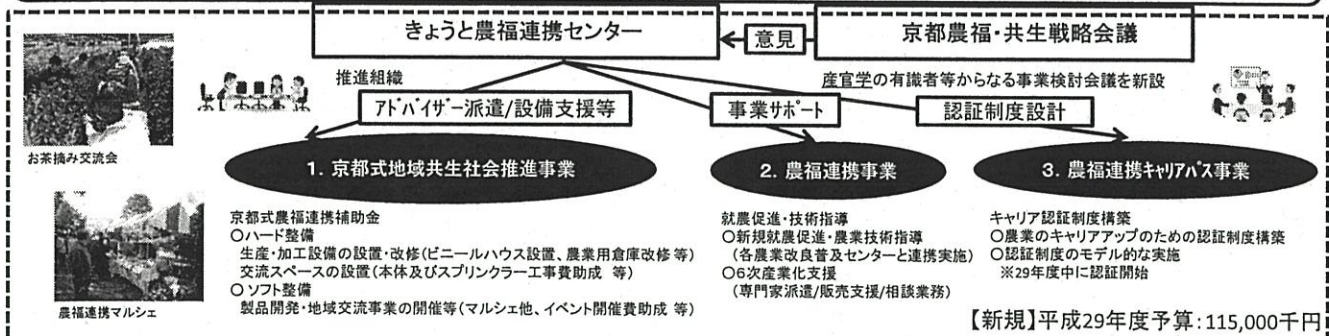 きょうと農福連携センター
意見
京都農福・共生戦略会議
推進組織
産官学の有識者等からなる事業検討会議を新設
ｱﾄﾞﾊﾞｲｻﾞｰ派遣/設備支援等
事業サポート
認証制度設計
お茶摘み交流会
1. 京都式地域共生社会推進事業
2. 農福連携事業
3. 農福連携ｷｬﾘｱﾊﾟｽ事業
農福連携マルシェ
京都式農福連携補助金
○ハード整備
生産・加工設備の設置・改修(ビニールハウス設置、農業用倉庫改修 等)
交流スペースの設置(本体及びスプリンクラー工事費助成 等)
○ソフト整備
製品開発・地域交流事業の開催等(マルシェ他、イベント開催費助成 等)
就農促進・技術指導
○新規就農促進・農業技術指導
(各農業改良普及センターと連携実施)
○6次産業化支援
(専門家派遣/販売支援/相談業務)
キャリア認証制度構築
○農業のキャリアアップのための認証制度構築
○認証制度のモデル的な実施
※29年度中に認証開始
【新規】平成29年度予算:115,000千円